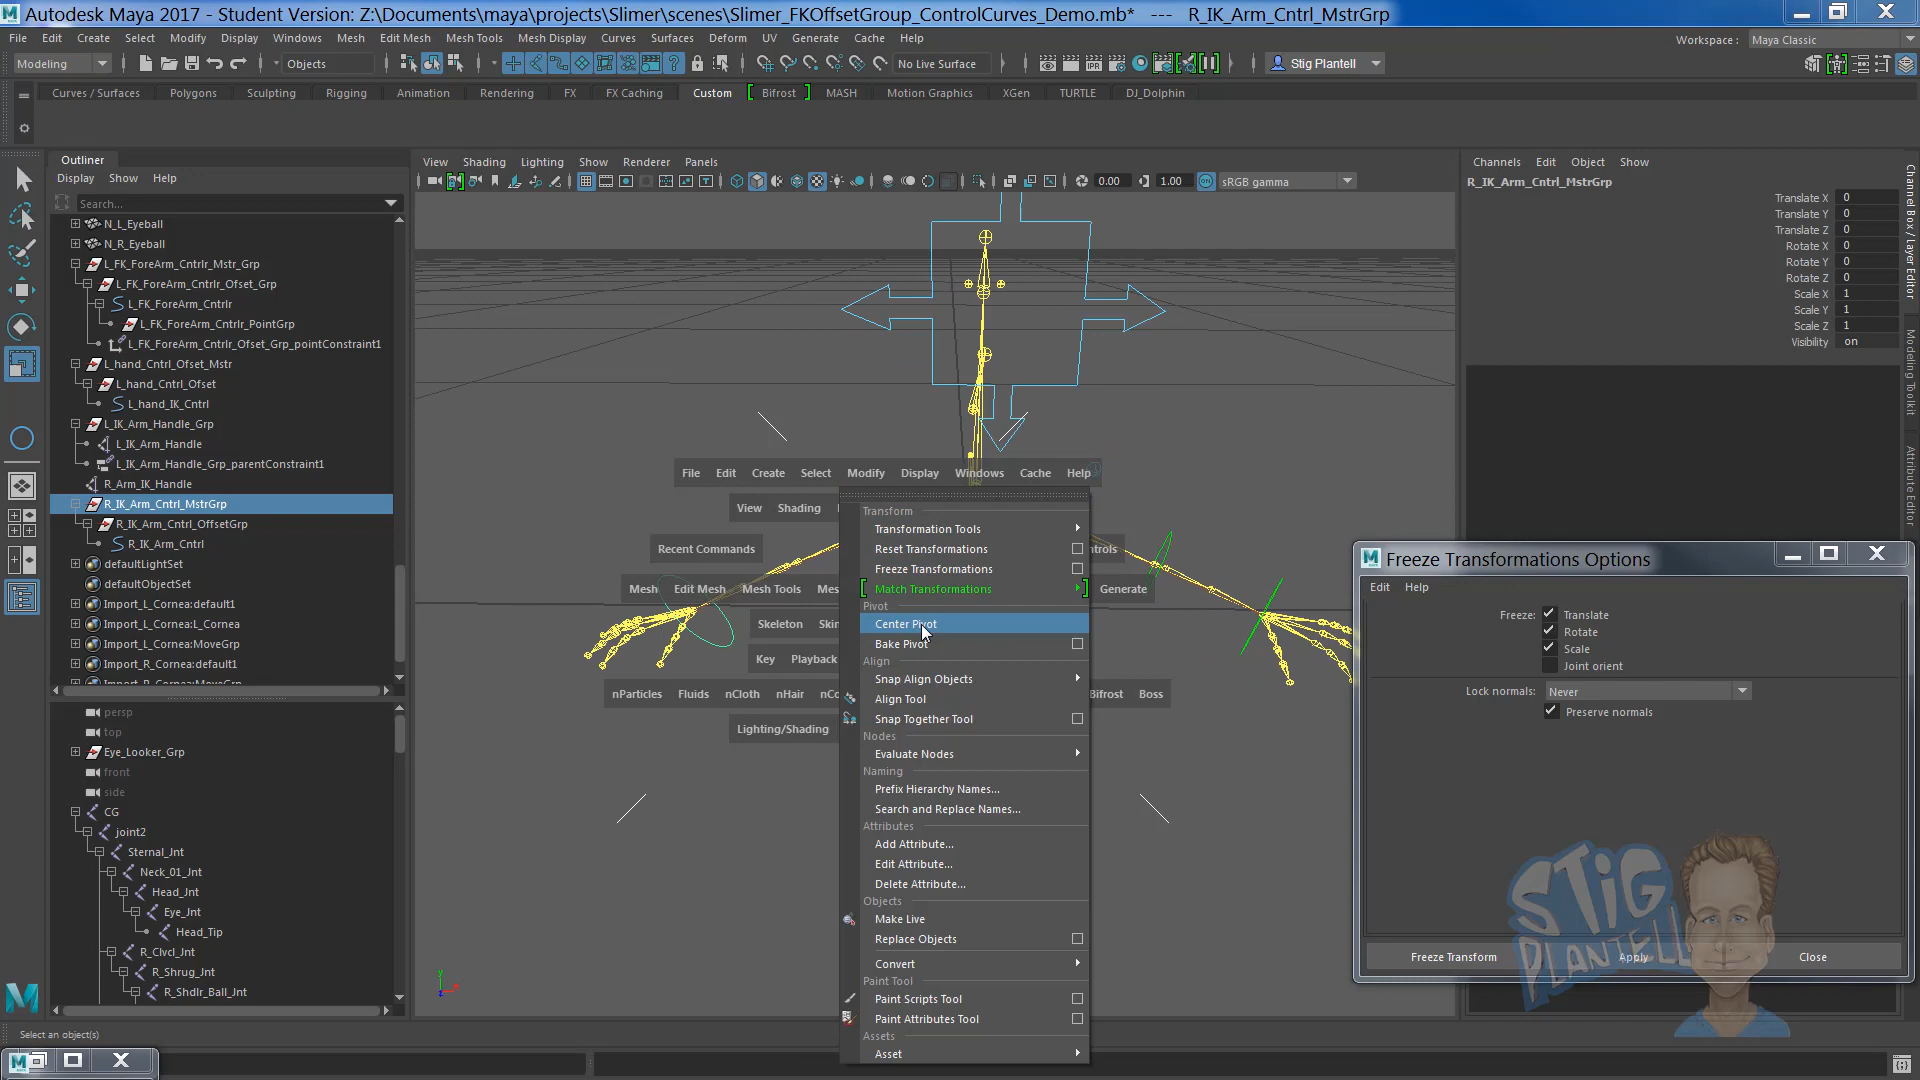 Autodesk Maya 2017 - Student Version: Z:\Documents\maya\projects\Slimer\scenes\Slimer_FKOffsetGroup_ControlCurves_Demo.mb* --- R_IK_Arm_Cntrl_MstrGrp
File Edit Create Select Modify Display Windows Mesh Edit Mesh Mesh Tools Mesh Display Curves Surfaces Deform UV Generate Cache Help
Workspace : Maya Classic
Modeling Objects No Live Surface Stig Plantell
Curves / Surfaces Polygons Sculpting Rigging Animation Rendering FX FX Caching Custom Bifrost MASH Motion Graphics XGen TURTLE DJ_Dolphin
Outliner
Display Show Help
Search...
N_L_Eyeball
N_R_Eyeball
L_FK_ForeArm_Cntrlr_Mstr_Grp
L_FK_ForeArm_Cntrlr_Ofset_Grp
L_FK_ForeArm_Cntrlr
L_FK_ForeArm_Cntrlr_PointGrp
L_FK_ForeArm_Cntrlr_Ofset_Grp_pointConstraint1
L_hand_Cntrl_Ofset_Mstr
L_hand_Cntrl_Ofset
L_hand_IK_Cntrl
L_IK_Arm_Handle_Grp
L_IK_Arm_Handle
L_IK_Arm_Handle_Grp_parentConstraint1
R_Arm_IK_Handle
R_IK_Arm_Cntrl_MstrGrp
R_IK_Arm_Cntrl_OffsetGrp
R_IK_Arm_Cntrl
defaultLightSet
defaultObjectSet
Import_L_Cornea:default1
Import_L_Cornea:L_Cornea
Import_L_Cornea:MoveGrp
Import_R_Cornea:default1
Import_R_Cornea:MoveGrp
persp
top
Eye_Looker_Grp
front
side
CG
joint2
Sternal_Jnt
Neck_01_Jnt
Head_Jnt
Eye_Jnt
Head_Tip
R_Clvcl_Jnt
R_Shrug_Jnt
R_Shdlr_Ball_Jnt
Select an object(s)
View Shading Lighting Show Renderer Panels
0.00 1.00 ON sRGB gamma
File Edit Create Select Modify Display Windows Cache Help
View Shading
Recent Commands
Mesh Edit Mesh Mesh Tools Mes Generate
Skeleton Skin
Key Playback
nParticles Fluids nCloth nHair nCo Bifrost Boss
Lighting/Shading
ntrols
Transform
Transformation Tools
Reset Transformations
Freeze Transformations
Match Transformations
Pivot
Center Pivot
Bake Pivot
Align
Snap Align Objects
Align Tool
Snap Together Tool
Nodes
Evaluate Nodes
Naming
Prefix Hierarchy Names...
Search and Replace Names...
Attributes
Add Attribute...
Edit Attribute...
Delete Attribute...
Objects
Make Live
Replace Objects
Convert
Paint Tool
Paint Scripts Tool
Paint Attributes Tool
Assets
Asset
y
Channels Edit Object Show
R_IK_Arm_Cntrl_MstrGrp
Translate X 0
Translate Y 0
Translate Z 0
Rotate X 0
Rotate Y 0
Rotate Z 0
Scale X 1
Scale Y 1
Scale Z 1
Visibility on
Channel Box / Layer Editor
Modeling Toolkit
Attribute Editor
Freeze Transformations Options
Edit Help
Freeze: Translate
Rotate
Scale
Joint orient
Lock normals: Never
Preserve normals
Freeze Transform Apply Close
STiG
PLANTELL